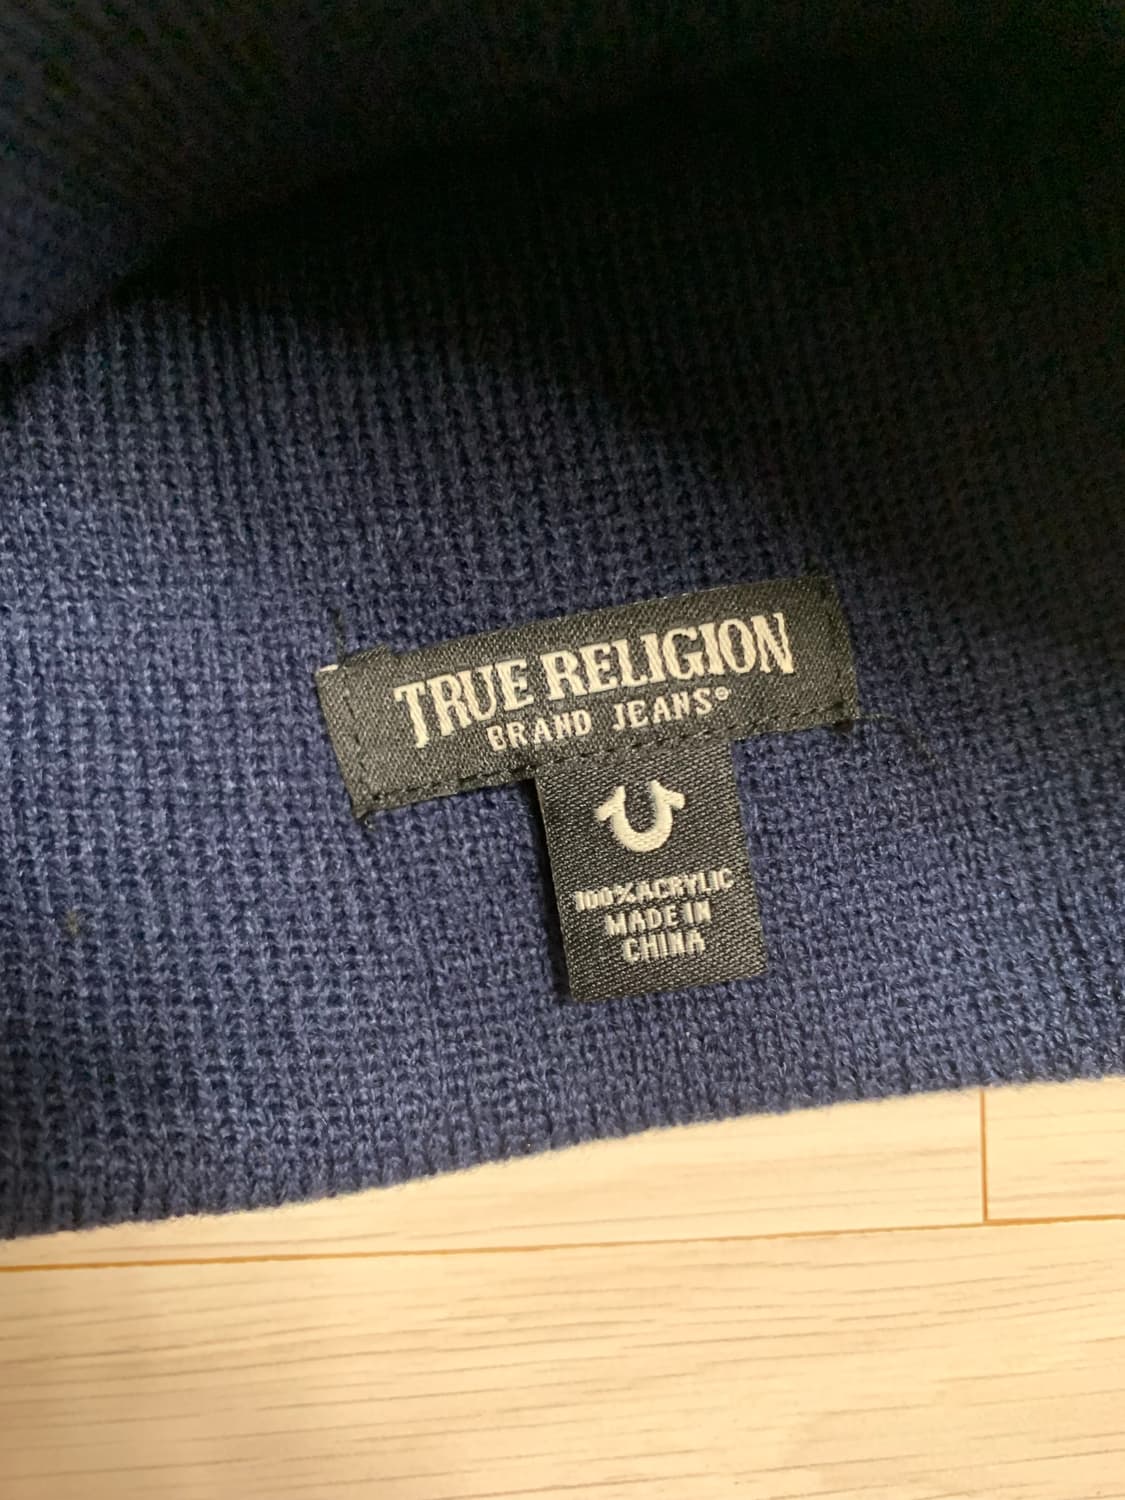 TRUE RELIGION
BRAND JEANS®
100% ACRYLIC
MADE IN
CHINA